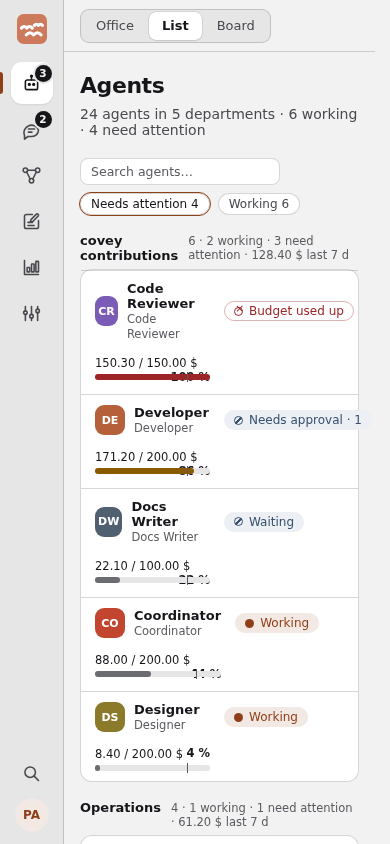 Office List Board
3
2
Agents
24 agents in 5 departments · 6 working
· 4 need attention
Search agents…
Needs attention 4
Working 6
covey
contributions
6 · 2 working · 3 need
attention · 128.40 $ last 7 d
CR
Code
Reviewer
Code
Reviewer
Budget used up
150.30 / 150.00 $
100 %
DE
Developer
Developer
Needs approval · 1
171.20 / 200.00 $
DW
Docs
Writer
Docs Writer
Waiting
22.10 / 100.00 $
22 %
CO
Coordinator
Coordinator
Working
88.00 / 200.00 $
44 %
DS
Designer
Designer
Working
8.40 / 200.00 $ 4 %
Operations
4 · 1 working · 1 need attention
· 61.20 $ last 7 d
PA